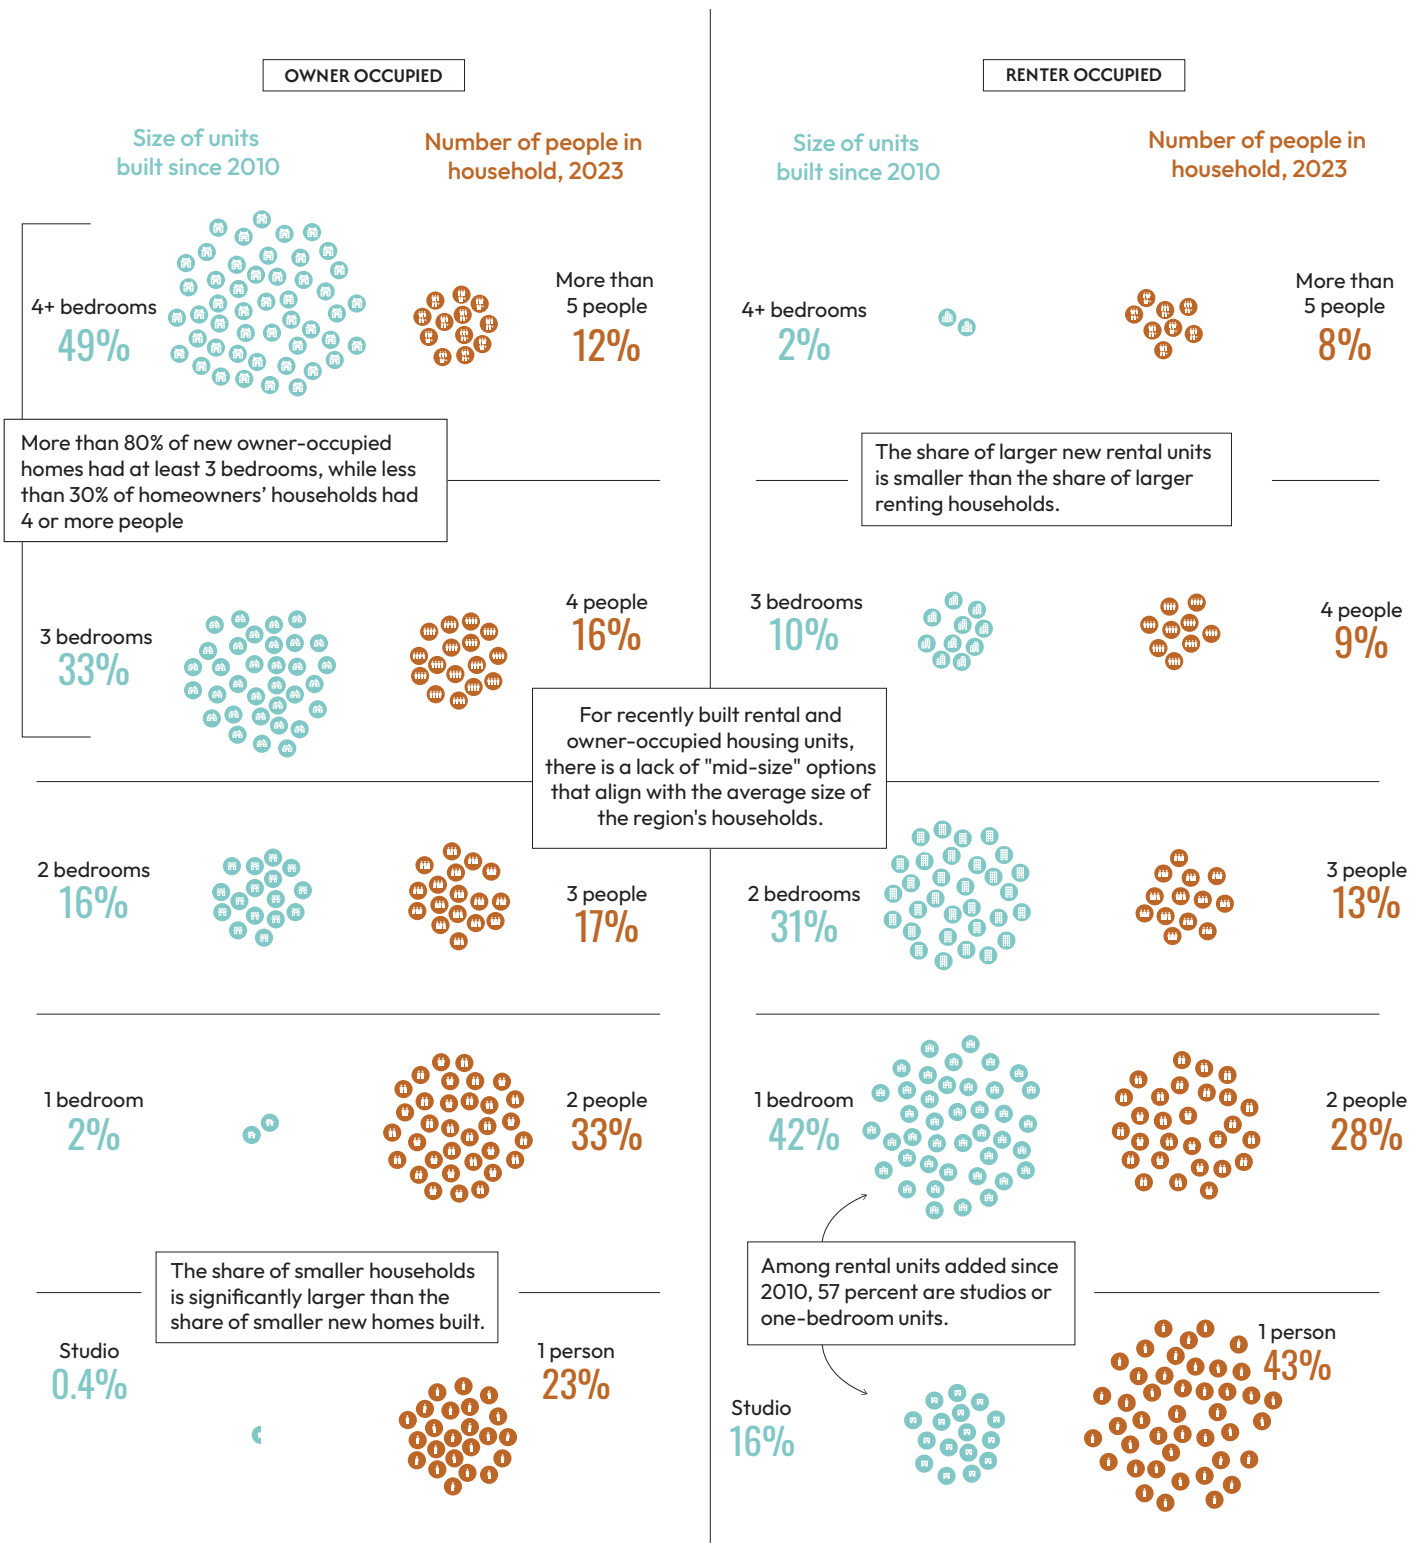 OWNER OCCUPIED
Size of units
built since 2010
Number of people in
household, 2023
4+ bedrooms
49%
More than
5 people
12%
More than 80% of new owner-occupied
homes had at least 3 bedrooms, while less
than 30% of homeowners' households had
4 or more people
3 bedrooms
33%
4 people
16%
2 bedrooms
16%
3 people
17%
1 bedroom
2%
2 people
33%
The share of smaller households
is significantly larger than the
share of smaller new homes built.
Studio
0.4%
1 person
23%
For recently built rental and
owner-occupied housing units,
there is a lack of "mid-size" options
that align with the average size of
the region's households.
RENTER OCCUPIED
Size of units
built since 2010
Number of people in
household, 2023
4+ bedrooms
2%
More than
5 people
8%
The share of larger new rental units
is smaller than the share of larger
renting households.
3 bedrooms
10%
4 people
9%
2 bedrooms
31%
3 people
13%
1 bedroom
42%
2 people
28%
Among rental units added since
2010, 57 percent are studios or
one-bedroom units.
Studio
16%
1 person
43%